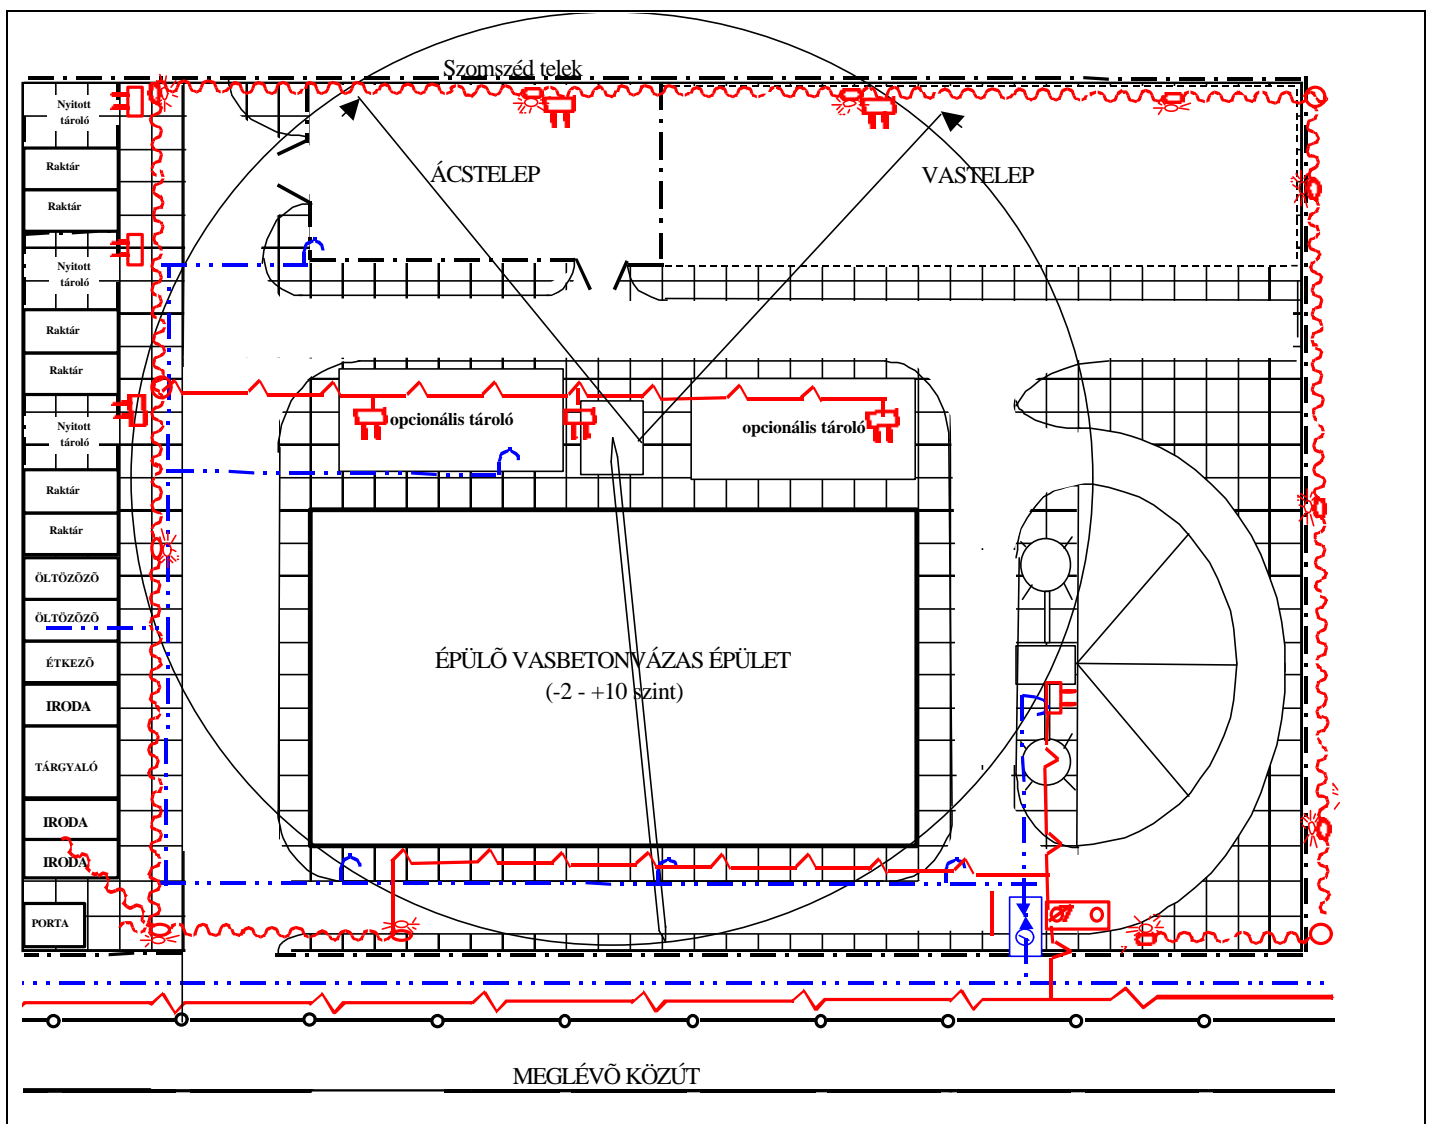 Szomszéd telek
Nyitott
tároló
Raktár
Raktár
Nyitott
tároló
Raktár
Raktár
Nyitott
tároló
Raktár
Raktár
ÖLTÖZÕZÕ
ÖLTÖZÕZÕ
ÉTKEZÕ
IRODA
TÁRGYALÓ
IRODA
IRODA
PORTA
ÁCSTELEP
VASTELEP
opcionális tároló
opcionális tároló
ÉPÜLÕ VASBETONVÁZAS ÉPÜLET
(-2 - +10 szint)
MEGLÉVÕ KÖZÚT